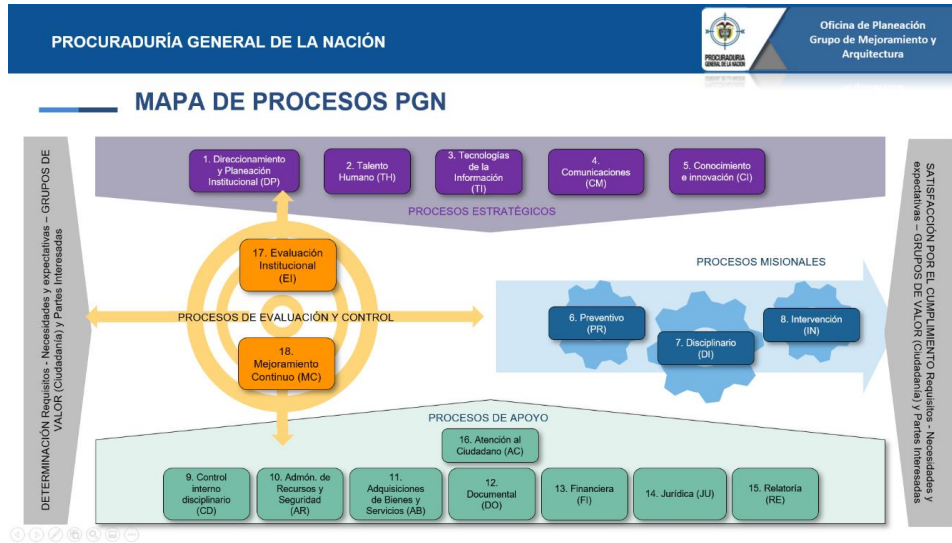 PROCURADURÍA GENERAL DE LA NACIÓN
PROCURADURIA
GENERAL DE LA NACION
Oficina de Planeación
Grupo de Mejoramiento y
Arquitectura
MAPA DE PROCESOS PGN
DETERMINACIÓN Requisitos - Necesidades y expectativas – GRUPOS DE
VALOR (Ciudadanía) y Partes Interesadas
1. Direccionamiento
y Planeación
Institucional (DP)
2. Talento
Humano (TH)
3. Tecnologías
de la
Información
(TI)
4.
Comunicaciones
(CM)
5. Conocimiento
e innovación (CI)
PROCESOS ESTRATÉGICOS
17. Evaluación
Institucional
(EI)
PROCESOS DE EVALUACIÓN Y CONTROL
18.
Mejoramiento
Continuo (MC)
PROCESOS MISIONALES
6. Preventivo
(PR)
7. Disciplinario
(DI)
8. Intervención
(IN)
PROCESOS DE APOYO
16. Atención al
Ciudadano (AC)
9. Control
interno
disciplinario
(CD)
10. Admón. de
Recursos y
Seguridad
(AR)
11.
Adquisiciones
de Bienes y
Servicios (AB)
12.
Documental
(DO)
13. Financiera
(FI)
14. Jurídica (JU)
15. Relatoría
(RE)
SATISFACCIÓN POR EL CUMPLIMIENTO Requisitos - Necesidades y
expectativas – GRUPOS DE VALOR (Ciudadanía) y Partes Interesadas